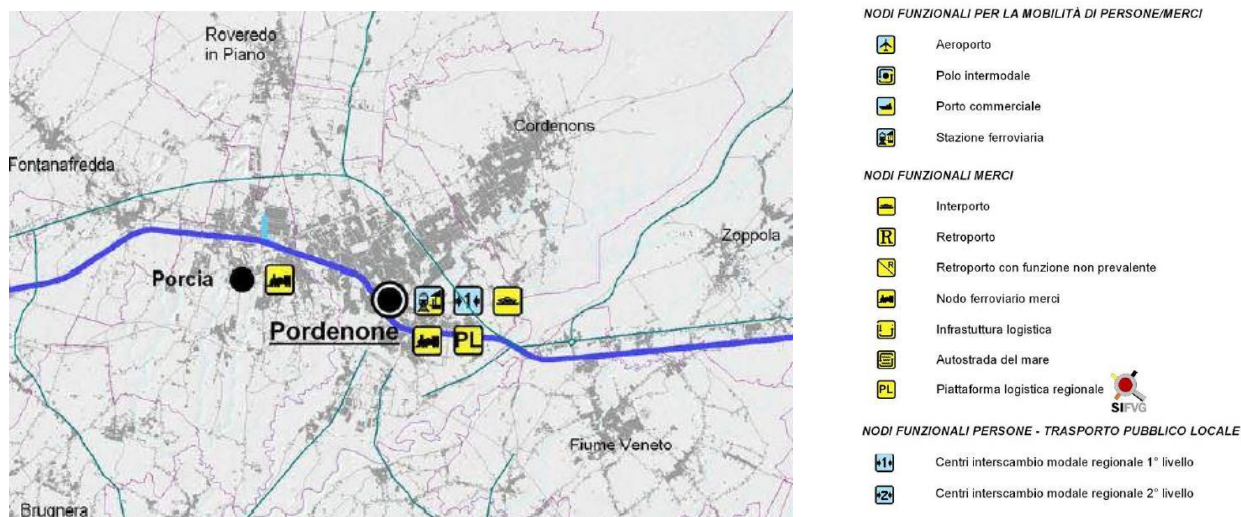 Roveredo
in Piano
Cordenons
Fontanafredda
Zoppola
Porcia
1
Pordenone
PL
Fiume Veneto
Brugnera
NODI FUNZIONALI PER LA MOBILITÀ DI PERSONE/MERCI
Aeroporto
Polo intermodale
Porto commerciale
Stazione ferroviaria
NODI FUNZIONALI MERCI
Interporto
R Retroporto
R Retroporto con funzione non prevalente
Nodo ferroviario merci
Infrastuttura logistica
Autostrada del mare
PL Piattaforma logistica regionale
SIFVG
NODI FUNZIONALI PERSONE - TRASPORTO PUBBLICO LOCALE
1 Centri interscambio modale regionale 1° livello
2 Centri interscambio modale regionale 2° livello